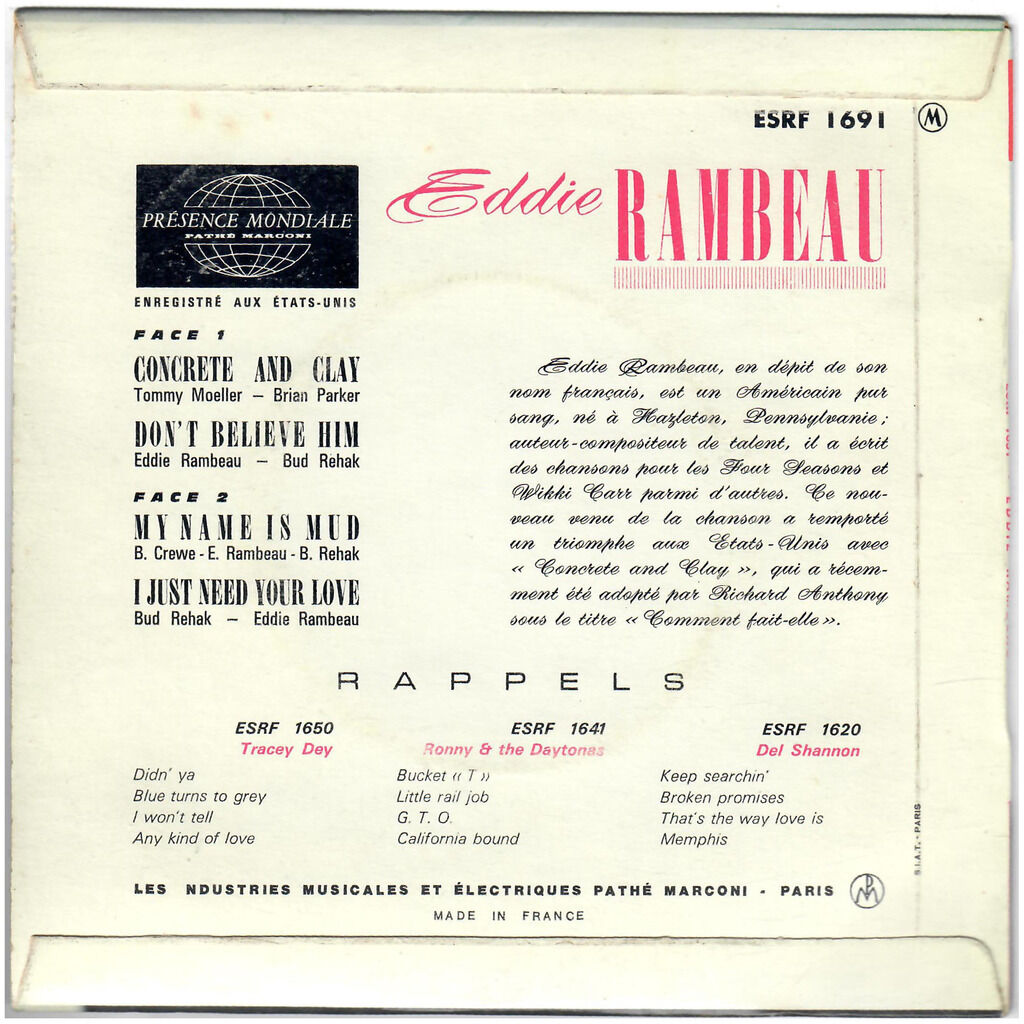 ESRF 1691 M
PRÉSENCE MONDIALE
PATHÉ MARCONI
ENREGISTRÉ AUX ÉTATS-UNIS
Eddie RAMBEAU
FACE 1
CONCRETE AND CLAY
Tommy Moeller – Brian Parker
DON'T BELIEVE HIM
Eddie Rambeau – Bud Rehak
FACE 2
MY NAME IS MUD
B. Crewe - E. Rambeau - B. Rehak
I JUST NEED YOUR LOVE
Bud Rehak – Eddie Rambeau
Eddie Rambeau, en dépit de son
nom français, est un Américain pur
sang, né à Hazleton, Pennsylvanie ;
auteur-compositeur de talent, il a écrit
des chansons pour les Four Seasons et
Wikki Carr parmi d'autres. Ce nou-
veau venu de la chanson a remporté
un triomphe aux Etats-Unis avec
« Concrete and Clay », qui a récem-
ment été adopté par Richard Anthony
sous le titre « Comment fait-elle ».
RAPPELS
ESRF 1650
Tracey Dey
Didn' ya
Blue turns to grey
I won't tell
Any kind of love
ESRF 1641
Ronny & the Daytonas
Bucket « T »
Little rail job
G. T. O.
California bound
ESRF 1620
Del Shannon
Keep searchin'
Broken promises
That's the way love is
Memphis
S.I.A.T. - PARIS
LES NDUSTRIES MUSICALES ET ÉLECTRIQUES PATHÉ MARCONI - PARIS PM
MADE IN FRANCE